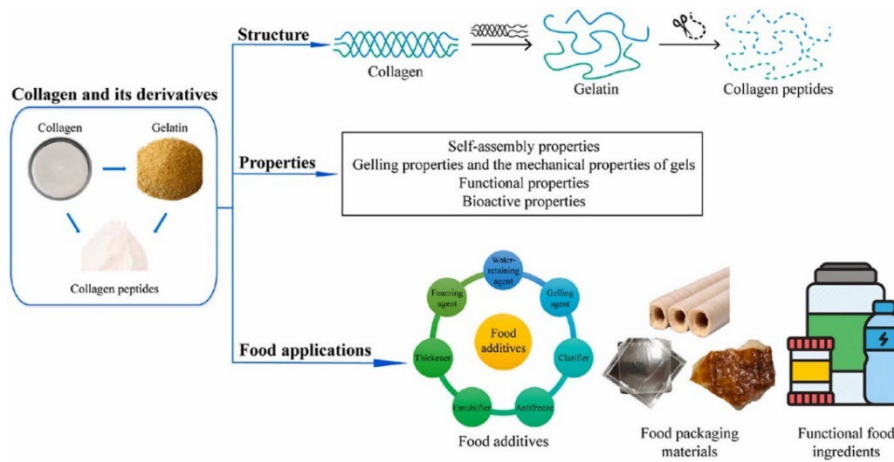 Collagen and its derivatives
Collagen
Gelatin
Collagen peptides
Structure
Collagen
Gelatin
Collagen peptides
Properties
Self-assembly properties
Gelling properties and the mechanical properties of gels
Functional properties
Bioactive properties
Food applications
Water-
retaining
agent
Foaming
agent
Gelling
agent
Food
additives
Thickener
Clarifier
Emulsifier
Antifreeze
Food additives
Food packaging
materials
Functional food
ingredients